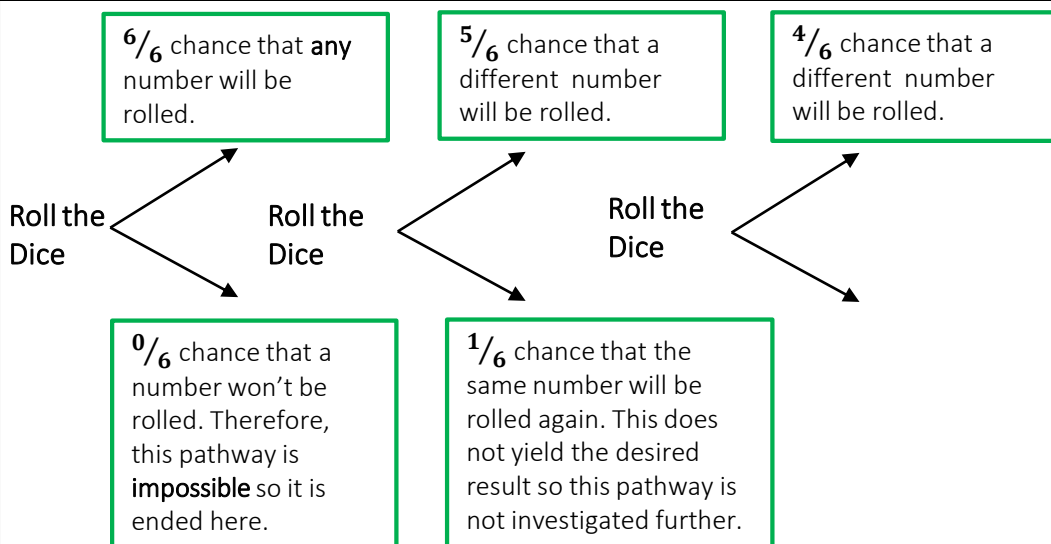 6/6 chance that any
number will be
rolled.
5/6 chance that a
different number
will be rolled.
4/6 chance that a
different number
will be rolled.
Roll the
Dice
Roll the
Dice
Roll the
Dice
0/6 chance that a
number won't be
rolled. Therefore,
this pathway is
impossible so it is
ended here.
1/6 chance that the
same number will be
rolled again. This does
not yield the desired
result so this pathway is
not investigated further.